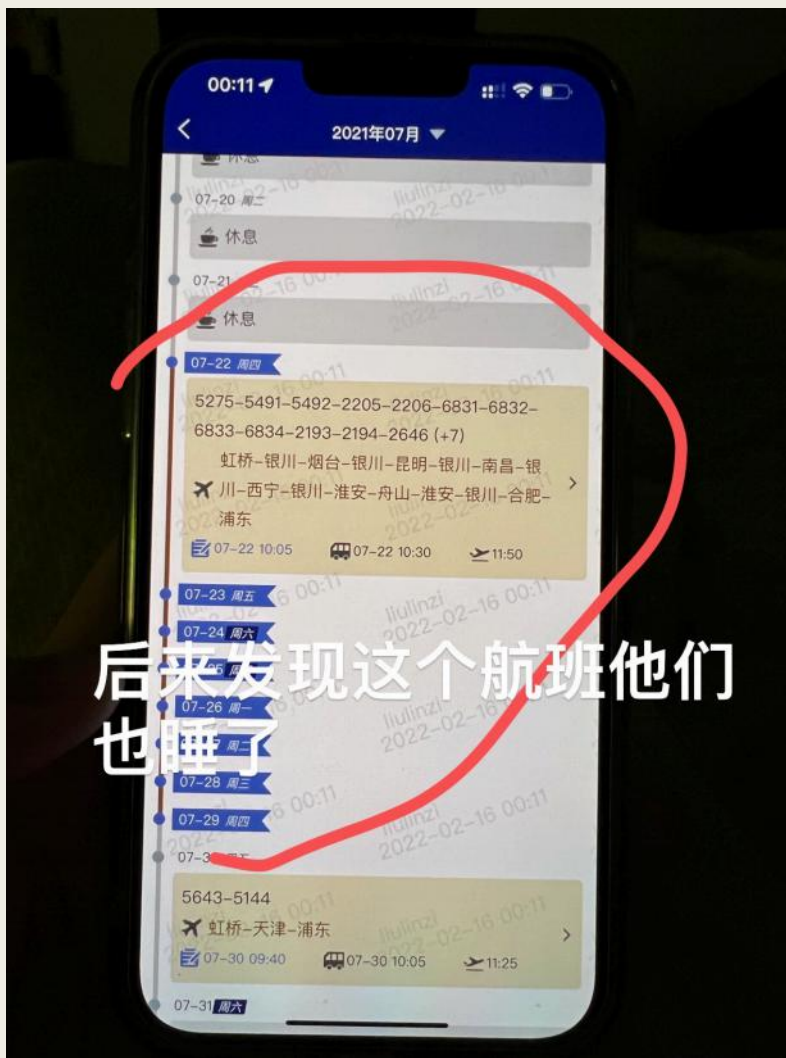 00:11
2021年07月
休息
07-20 周二
休息
07-21
休息
07-22 周四
5275-5491-5492-2205-2206-6831-6832-
6833-6834-2193-2194-2646 (+7)
虹桥-银川-烟台-银川-昆明-银川-南昌-银
川-西宁-银川-淮安-舟山-淮安-银川-合肥-
浦东
07-22 10:05 07-22 10:30 11:50
07-23 周五
07-24 周六
后来发现这个航班他们
也睡了
07-26 周一
周二
07-28 周三
07-29 周四
5643-5144
虹桥-天津-浦东
07-30 09:40 07-30 10:05 11:25
07-31 周六
liulinzi
2022-02-16 00:11